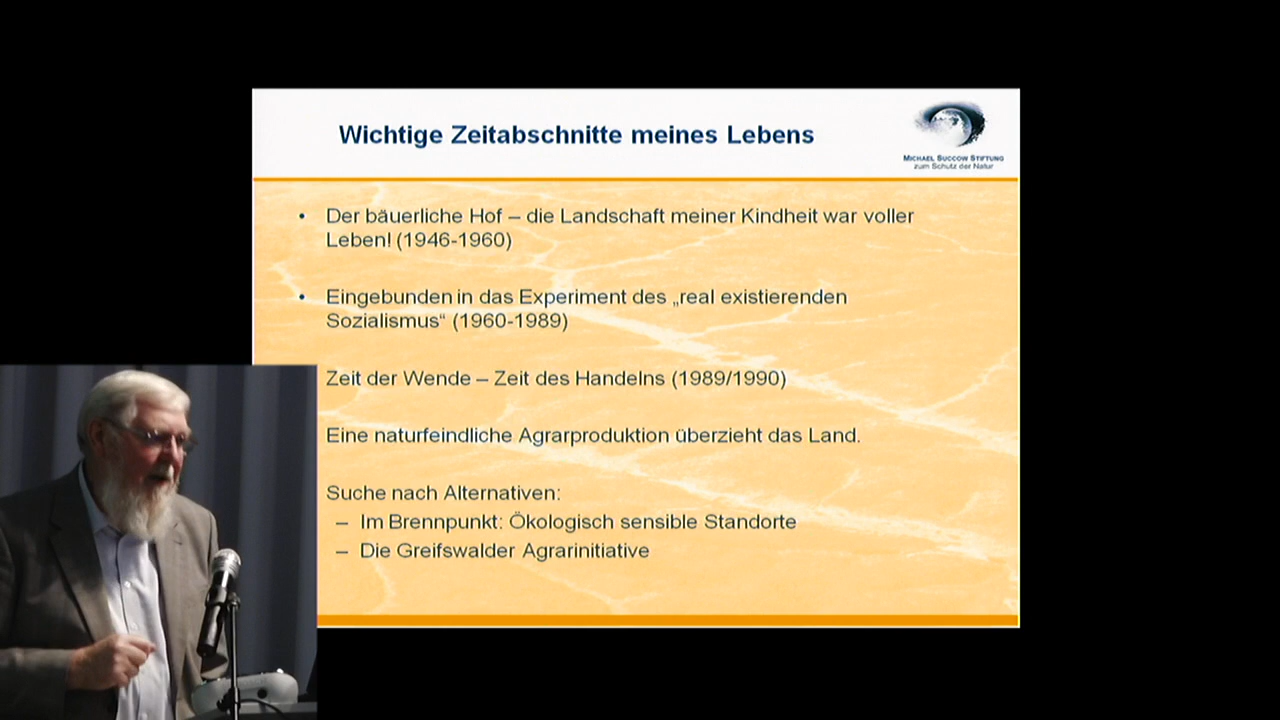 Wichtige Zeitabschnitte meines Lebens
MICHAEL SUCCOW STIFTUNG
zum Schutz der Natur
• Der bäuerliche Hof – die Landschaft meiner Kindheit war voller
Leben! (1946-1960)
• Eingebunden in das Experiment des „real existierenden
Sozialismus“ (1960-1989)
Zeit der Wende – Zeit des Handelns (1989/1990)
Eine naturfeindliche Agrarproduktion überzieht das Land.
Suche nach Alternativen:
– Im Brennpunkt: Ökologisch sensible Standorte
– Die Greifswalder Agrarinitiative